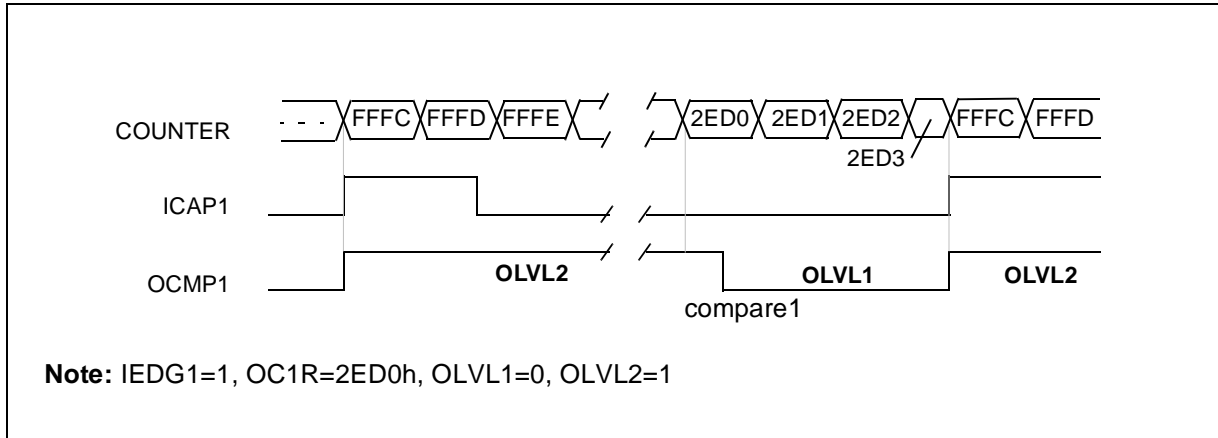 COUNTER - - - - FFFC FFFD FFFE 2ED0 2ED1 2ED2 FFFC FFFD
2ED3
ICAP1
OCMP1 OLVL2 OLVL1 OLVL2
compare1
Note: IEDG1=1, OC1R=2ED0h, OLVL1=0, OLVL2=1